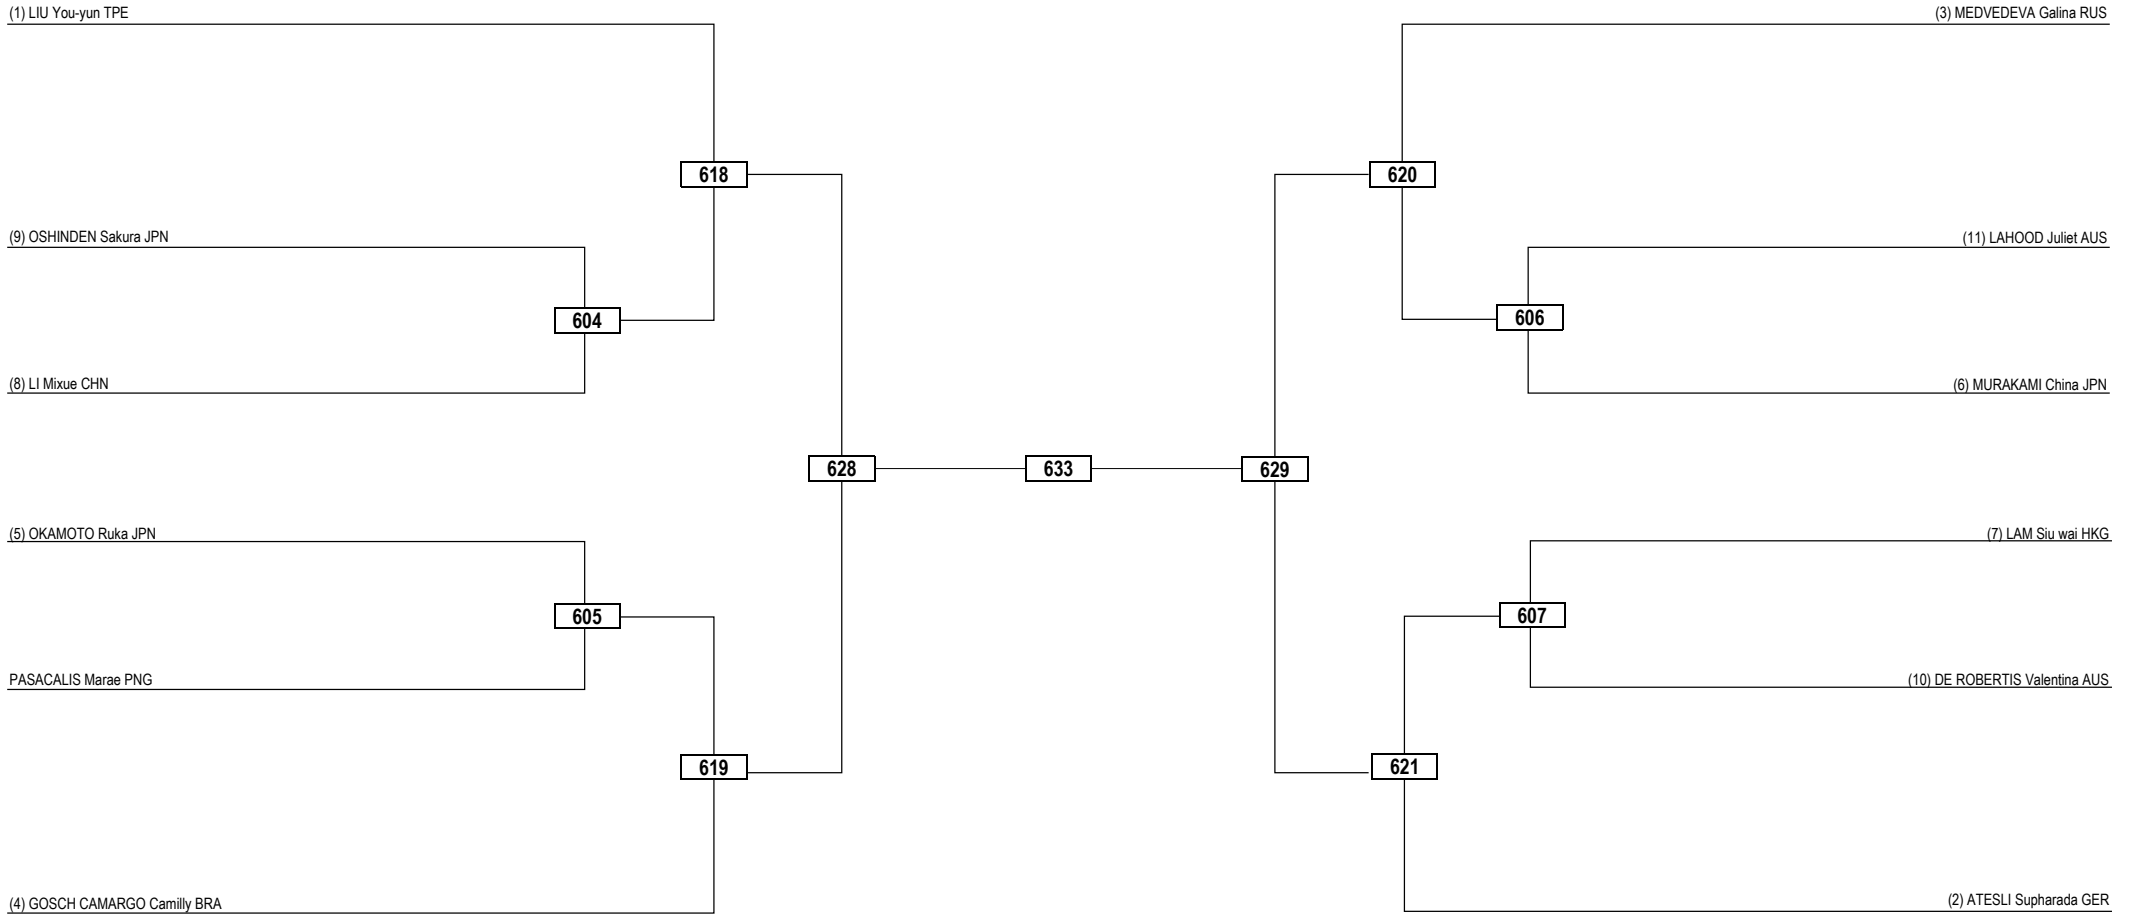 (1) LIU You-yun TPE
(3) MEDVEDEVA Galina RUS
618
620
(9) OSHINDEN Sakura JPN
(11) LAHOOD Juliet AUS
604
606
(8) LI Mixue CHN
(6) MURAKAMI China JPN
628
633
629
(5) OKAMOTO Ruka JPN
(7) LAM Siu wai HKG
605
607
PASACALIS Marae PNG
(10) DE ROBERTIS Valentina AUS
619
621
(4) GOSCH CAMARGO Camilly BRA
(2) ATESLI Supharada GER